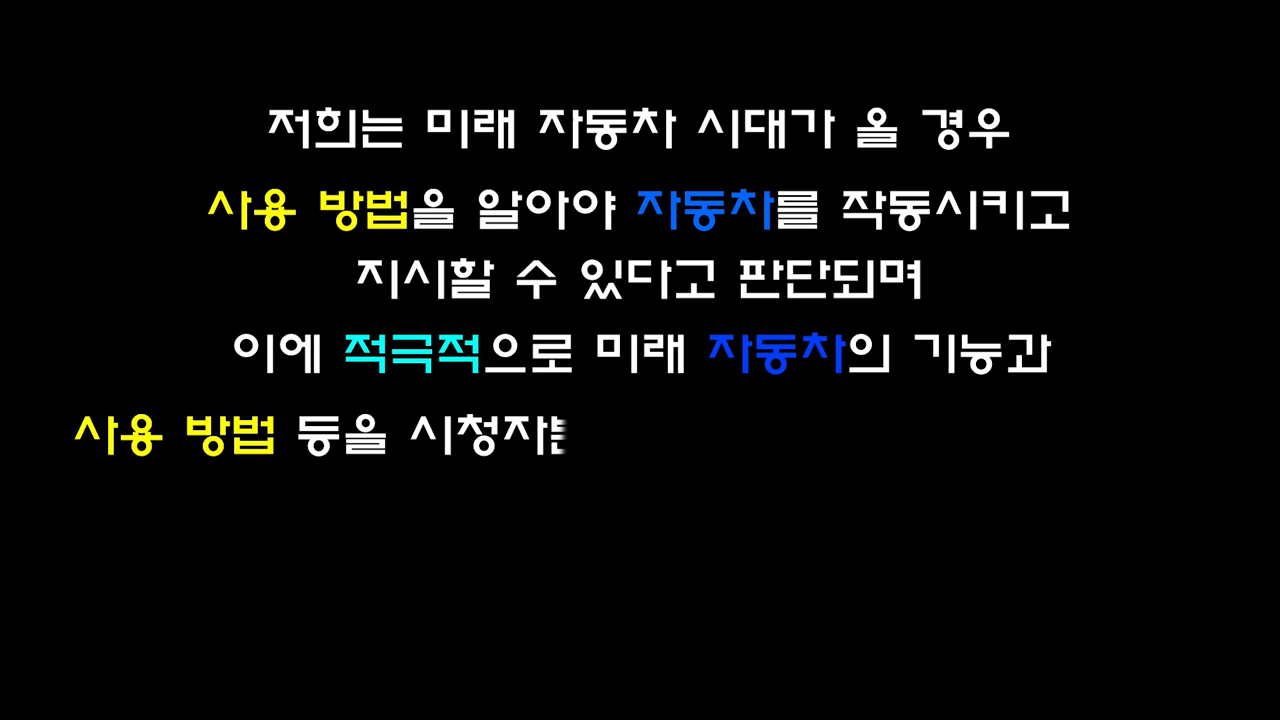 저희는 미래 자동차 시대가 올 경우
사용 방법을 알아야 자동차를 작동시키고
지시할 수 있다고 판단되며
이에 적극적으로 미래 자동차의 기능과
사용 방법 등을 시청자